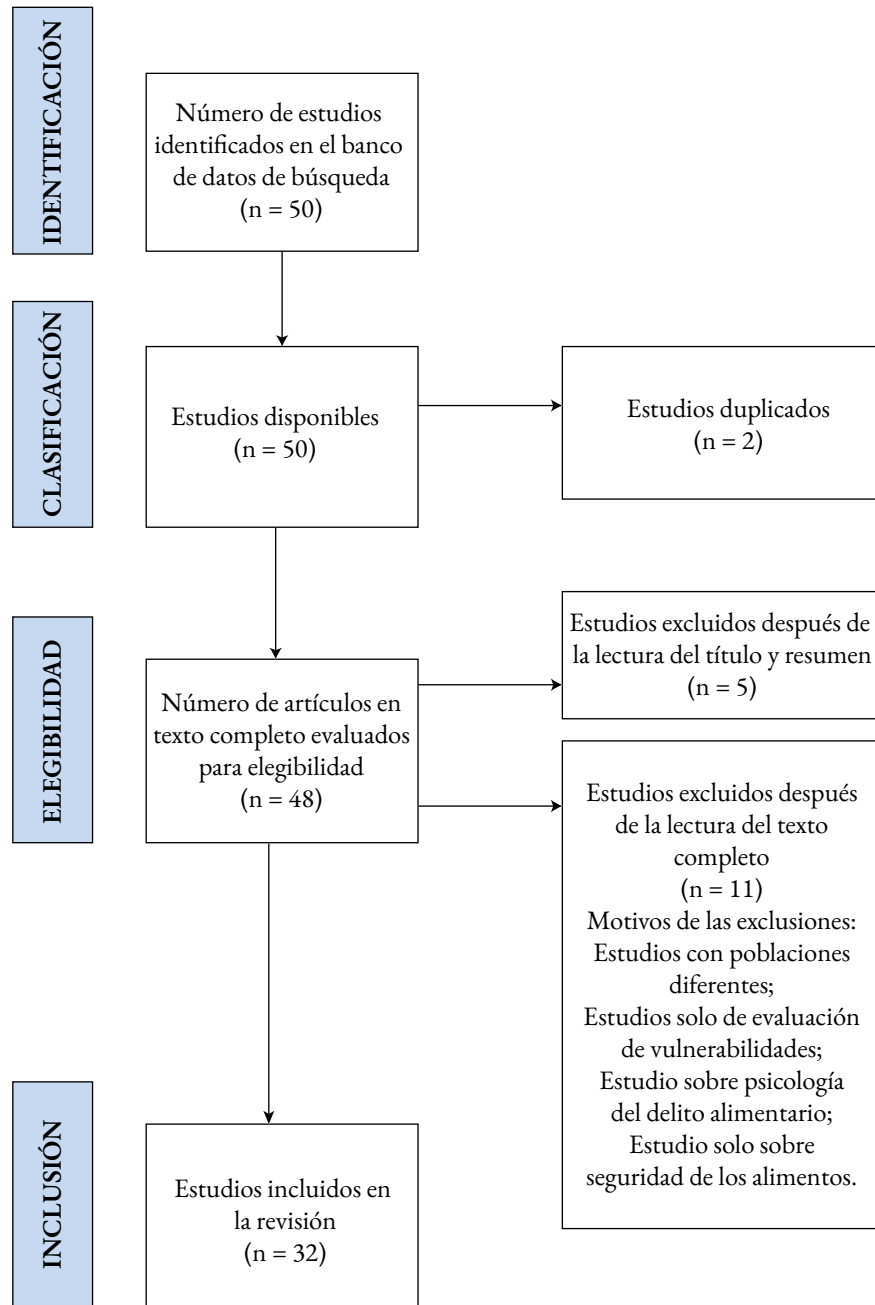 IDENTIFICACIÓN
Número de estudios
identificados en el banco
de datos de búsqueda
(n = 50)
CLASIFICACIÓN
Estudios disponibles
(n = 50)
Estudios duplicados
(n = 2)
ELEGIBILIDAD
Número de artículos en
texto completo evaluados
para elegibilidad
(n = 48)
Estudios excluidos después de
la lectura del título y resumen
(n = 5)
Estudios excluidos después
de la lectura del texto
completo
(n = 11)
Motivos de las exclusiones:
Estudios con poblaciones
diferentes;
Estudios solo de evaluación
de vulnerabilidades;
Estudio sobre psicología
del delito alimentario;
Estudio solo sobre
seguridad de los alimentos.
INCLUSIÓN
Estudios incluidos en
la revisión
(n = 32)